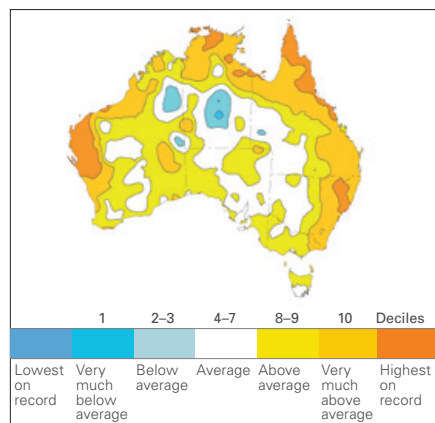 1 2–3 4–7 8–9 10 Deciles
Lowest on record
Very much below average
Below average
Average
Above average
Very much above average
Highest on record